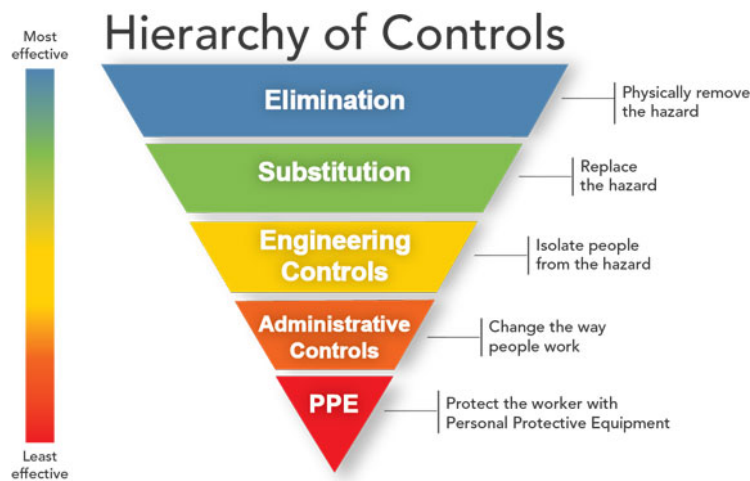 Hierarchy of Controls
Most
effective
Elimination
Physically remove
the hazard
Substitution
Replace
the hazard
Engineering
Controls
Isolate people
from the hazard
Administrative
Controls
Change the way
people work
PPE
Protect the worker with
Personal Protective Equipment
Least
effective